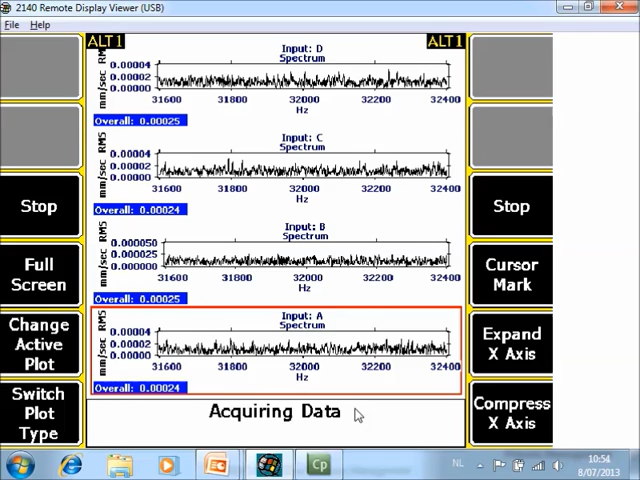 2140 Remote Display Viewer (USB)
File Help
ALT1
ALT1
Input: D
Spectrum
mm/sec RMS
0.00004
0.00002
0.00000
31600 31800 32000 32200 32400
Hz
Overall: 0.00025
Input: C
Spectrum
mm/sec RMS
0.00004
0.00002
0.00000
31600 31800 32000 32200 32400
Hz
Overall: 0.00024
Input: B
Spectrum
mm/sec RMS
0.000050
0.000025
0.000000
31600 31800 32000 32200 32400
Hz
Overall: 0.00025
Input: A
Spectrum
mm/sec RMS
0.00004
0.00002
0.00000
31600 31800 32000 32200 32400
Hz
Overall: 0.00024
Acquiring Data
Stop
Full
Screen
Change
Active
Plot
Switch
Plot
Type
Stop
Cursor
Mark
Expand
X Axis
Compress
X Axis
Cp
NL
10:54
8/07/2013